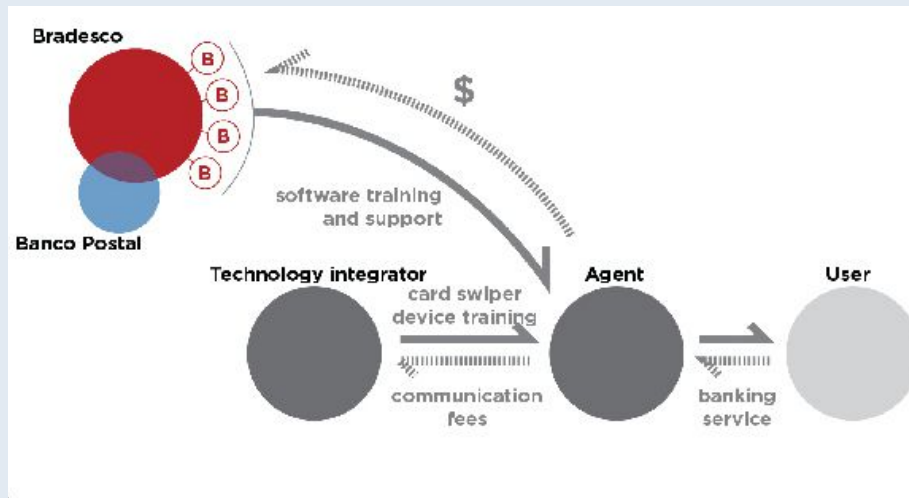 Bradesco
B
B
B
B
$
software training
and support
Banco Postal
Technology integrator
Agent
User
card swiper
device training
communication
fees
banking
service